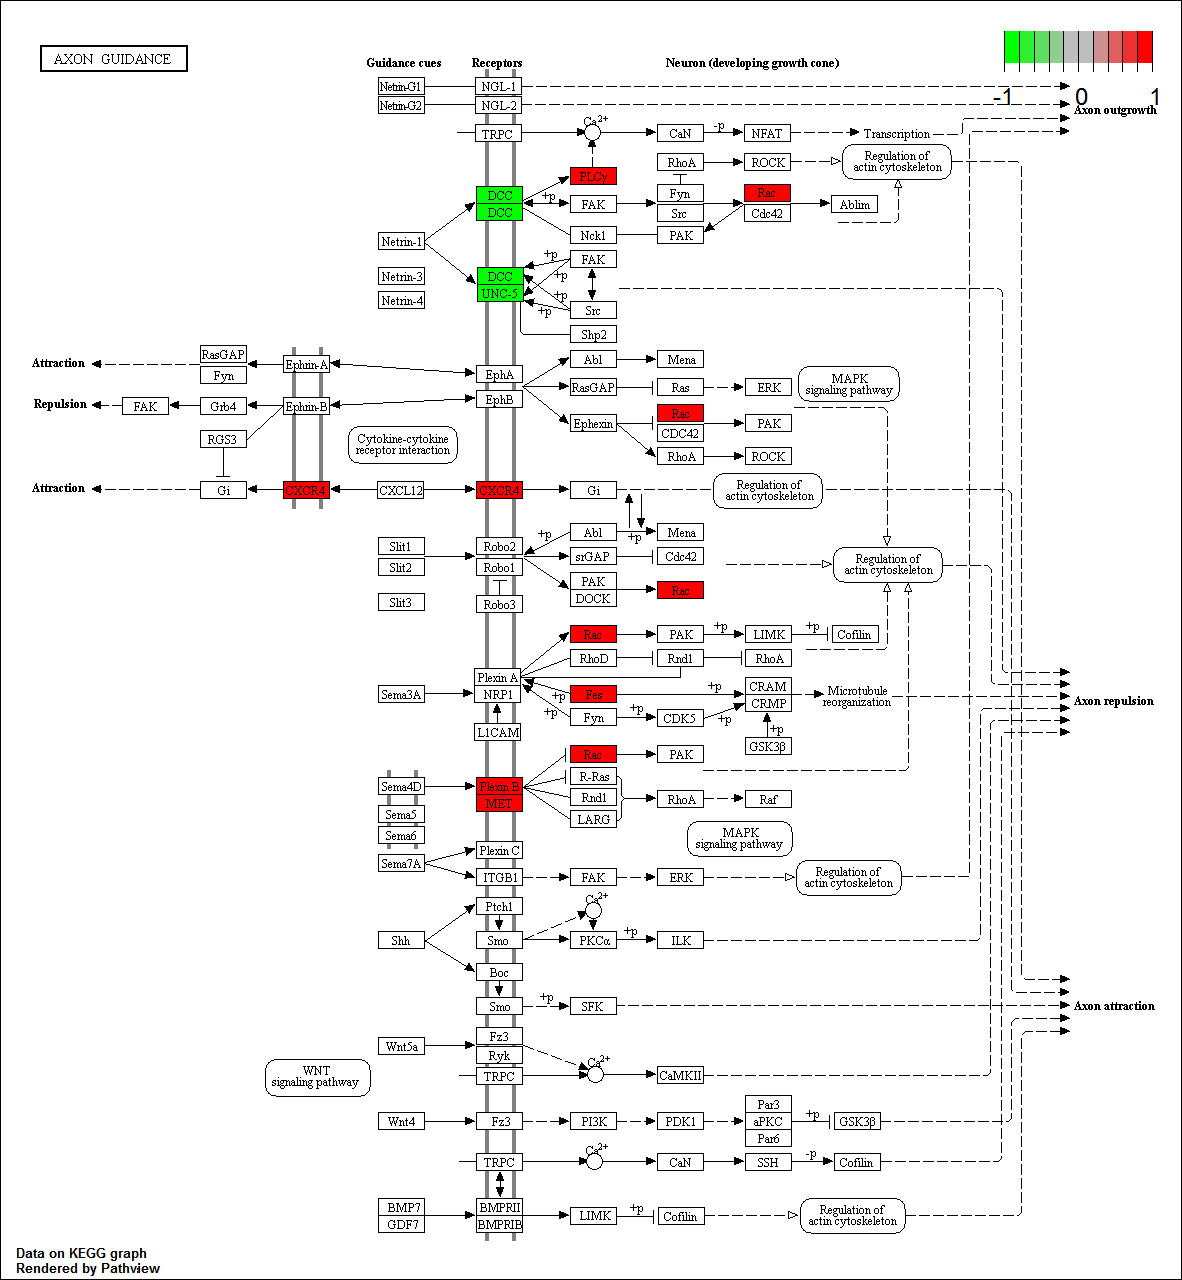 AXON GUIDANCE
Guidance cues Receptors Neuron (developing growth cone)
-1 0 1
Netrin-G1 NGL-1
Netrin-G2 NGL-2
Axon outgrowth
TRPC Ca2+ CaN -p NFAT Transcription
RhoA ROCK Regulation of
actin cytoskeleton
PLCγ
DCC +p Fyn Rac
DCC FAK Src Cdc42 Ablim
Netrin-1 Nck1 PAK
+p FAK
Netrin-3 DCC +p
Netrin-4 UNC-5 +p
+p Src
Shp2
Attraction RasGAP Ephrin-A EphA Abl Mena
Fyn
RasGAP Ras ERK MAPK
signaling pathway
Repulsion FAK Grb4 Ephrin-B EphB
Ephexin Rac PAK
CDC42
RGS3 Cytokine-cytokine
receptor interaction
RhoA ROCK
Attraction Gi CXCR4 CXCL12 CXCR4 Gi Regulation of
actin cytoskeleton
+p Abl +p Mena
Slit1 Robo2 srGAP Cdc42 Regulation of
actin cytoskeleton
Slit2 Robo1
PAK
DOCK Rac
Slit3 Robo3
Rac PAK +p LIMK +p Cofilin
RhoD Rnd1 RhoA
Plexin A
Sema3A NRP1 +p Fes +p CRAM Microtubule
reorganization
CRMP
+p Fyn +p CDK5 +p
L1CAM +p
GSK3β
Axon repulsion
Rac PAK
Sema4D Plexin B R-Ras
MET Rnd1 RhoA Raf
Sema5 LARG
Sema6 MAPK
signaling pathway
Plexin C
Sema7A ITGB1 FAK ERK Regulation of
actin cytoskeleton
Ptch1 Ca2+
Shh Smo PKCα +p ILK
Boc
Smo +p SFK
Axon attraction
Wnt5a Fz3
Ryk Ca2+
TRPC CaMKII
WNT
signaling pathway
Wnt4 Fz3 PI3K PDK1 Par3
aPKC +p GSK3β
Par6
TRPC Ca2+ CaN SSH -p Cofilin
BMP7 BMPRII
GDF7 BMPRIB LIMK +p Cofilin Regulation of
actin cytoskeleton
Data on KEGG graph
Rendered by Pathview